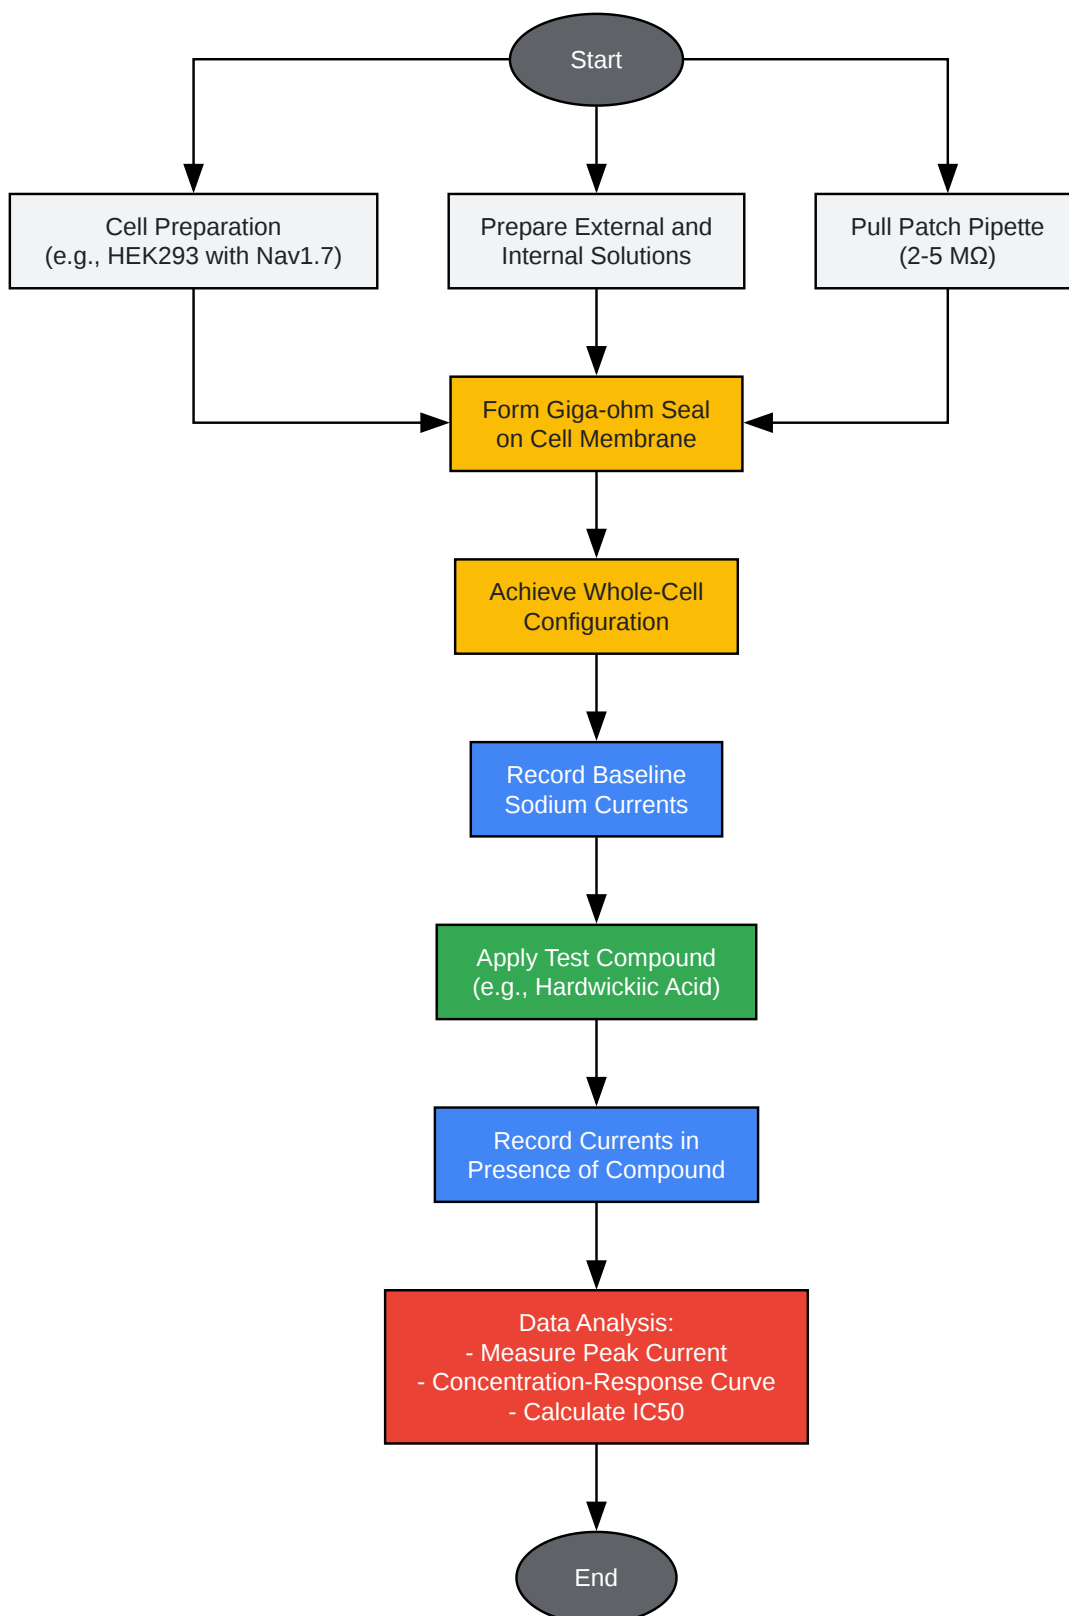 Start
Cell Preparation
(e.g., HEK293 with Nav1.7)
Prepare External and
Internal Solutions
Pull Patch Pipette
(2-5 MΩ)
Form Giga-ohm Seal
on Cell Membrane
Achieve Whole-Cell
Configuration
Record Baseline
Sodium Currents
Apply Test Compound
(e.g., Hardwickiic Acid)
Record Currents in
Presence of Compound
Data Analysis:
- Measure Peak Current
- Concentration-Response Curve
- Calculate IC50
End